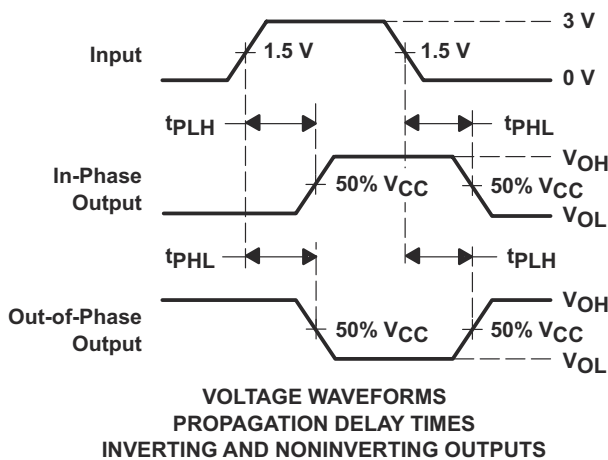 3 V
Input
1.5 V
1.5 V
0 V
tPLH
tPHL
In-Phase
Output
VOH
50% VCC
50% VCC
VOL
tPHL
tPLH
Out-of-Phase
Output
VOH
50% VCC
50% VCC
VOL
VOLTAGE WAVEFORMS
PROPAGATION DELAY TIMES
INVERTING AND NONINVERTING OUTPUTS